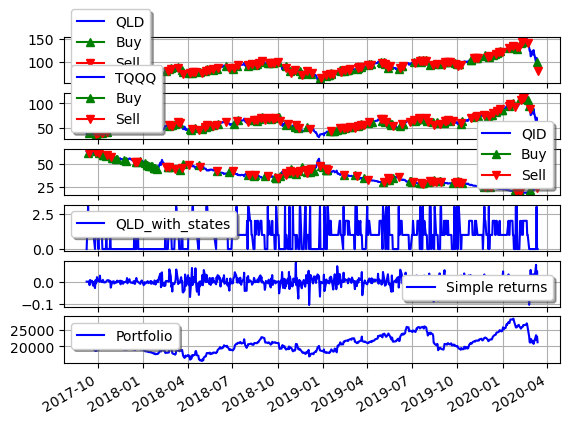 QLD
Buy
Sell
150
100
TQQQ
Buy
Sell
100
50
QID
Buy
Sell
50
25
QLD_with_states
2.5
0.0
Simple returns
0.0
−0.1
Portfolio
25000
20000
2017-10
2018-01
2018-04
2018-07
2018-10
2019-01
2019-04
2019-07
2019-10
2020-01
2020-04